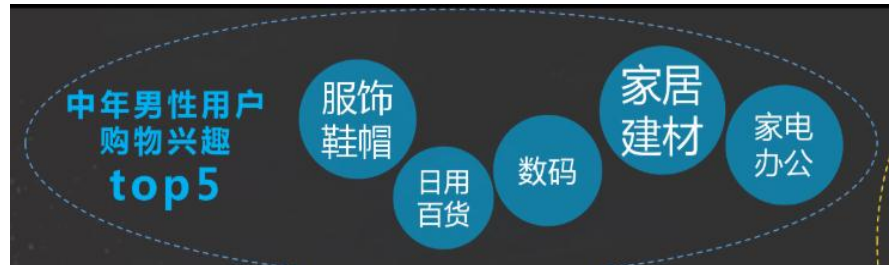 中年男性用户
购物兴趣
top5
服饰
鞋帽
日用
百货
数码
家居
建材
家电
办公